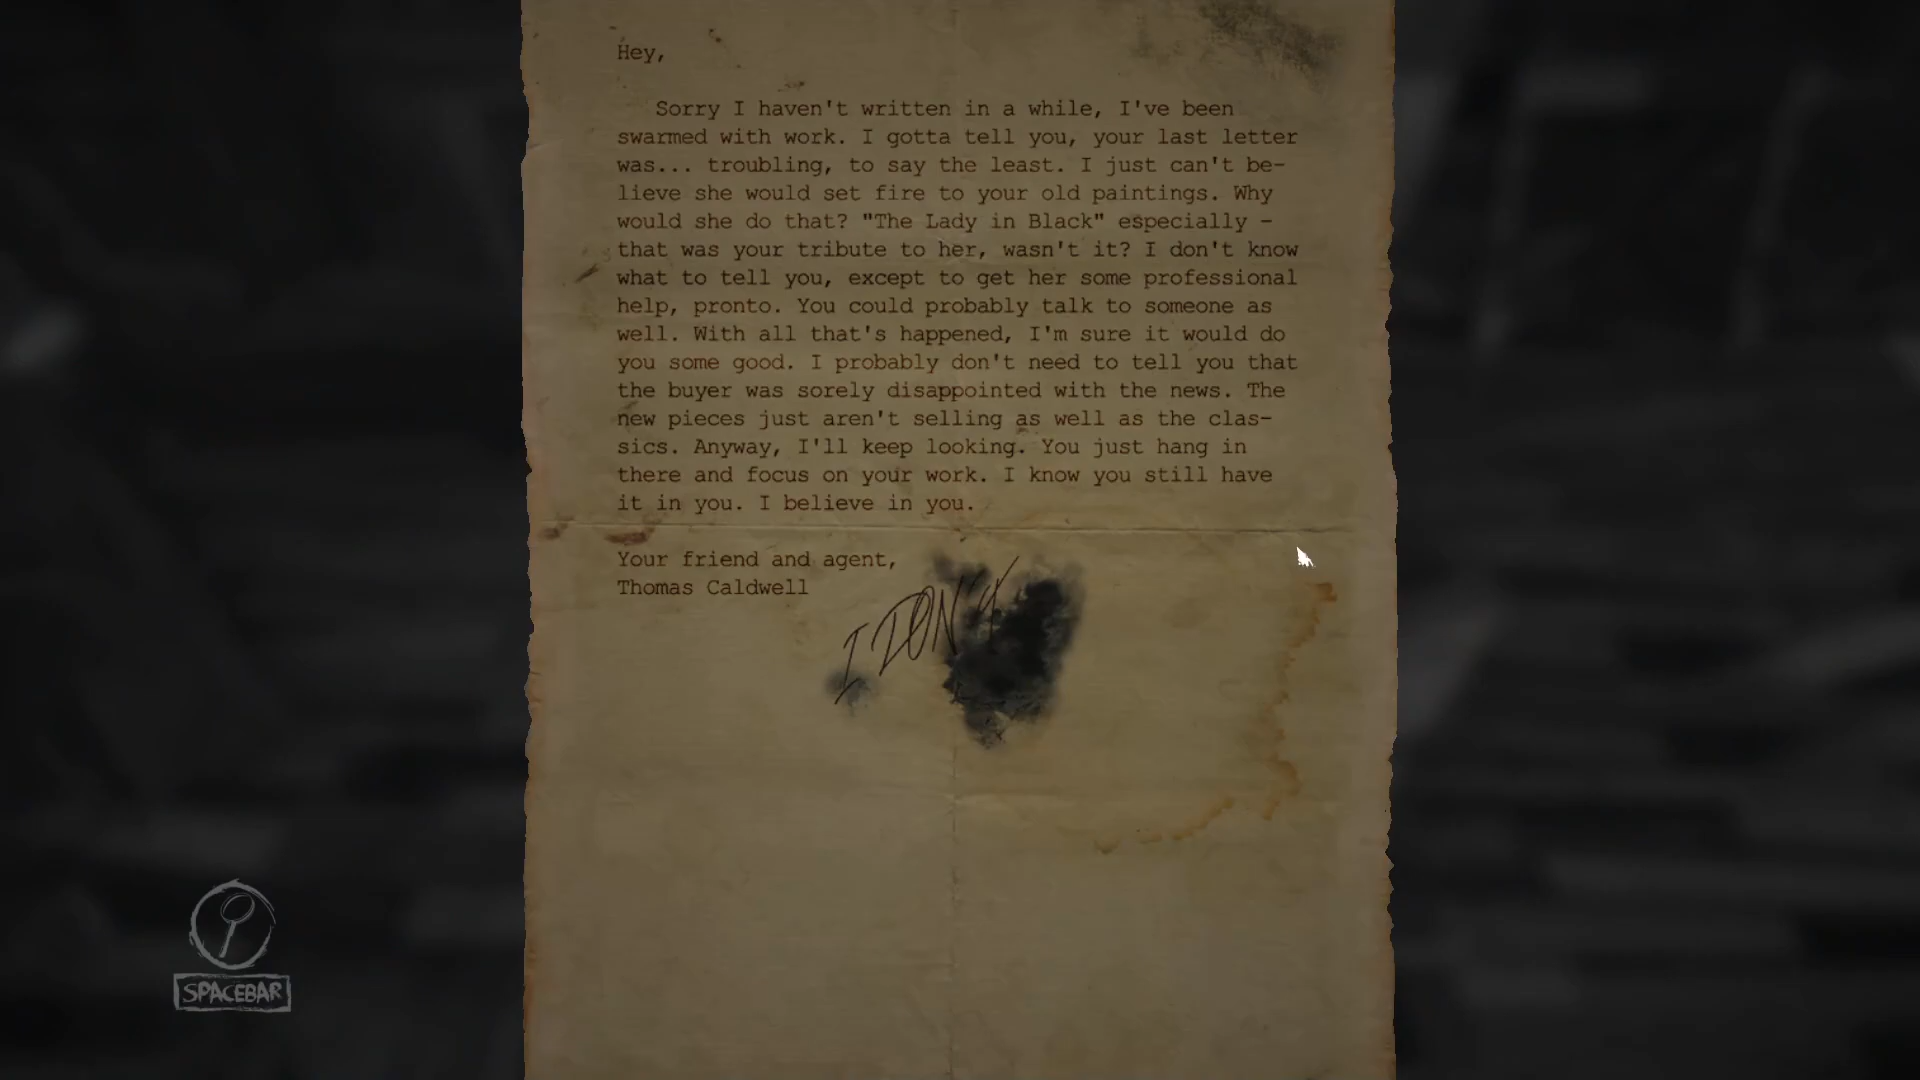 Hey,
Sorry I haven't written in a while, I've been
swarmed with work. I gotta tell you, your last letter
was... troubling, to say the least. I just can't be-
lieve she would set fire to your old paintings. Why
would she do that? "The Lady in Black" especially -
that was your tribute to her, wasn't it? I don't know
what to tell you, except to get her some professional
help, pronto. You could probably talk to someone as
well. With all that's happened, I'm sure it would do
you some good. I probably don't need to tell you that
the buyer was sorely disappointed with the news. The
new pieces just aren't selling as well as the clas-
sics. Anyway, I'll keep looking. You just hang in
there and focus on your work. I know you still have
it in you. I believe in you.
Your friend and agent,
Thomas Caldwell
I DON'T
SPACEBAR